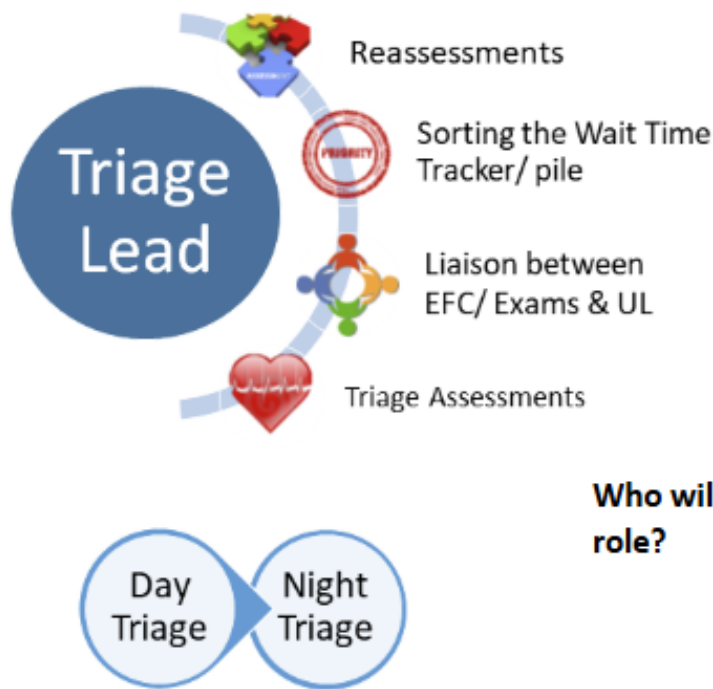 Reassessments
PRIORITY
Sorting the Wait Time
Tracker/ pile
Triage
Lead
Liaison between
EFC/ Exams & UL
Triage Assessments
Who wil
role?
Day
Triage
Night
Triage